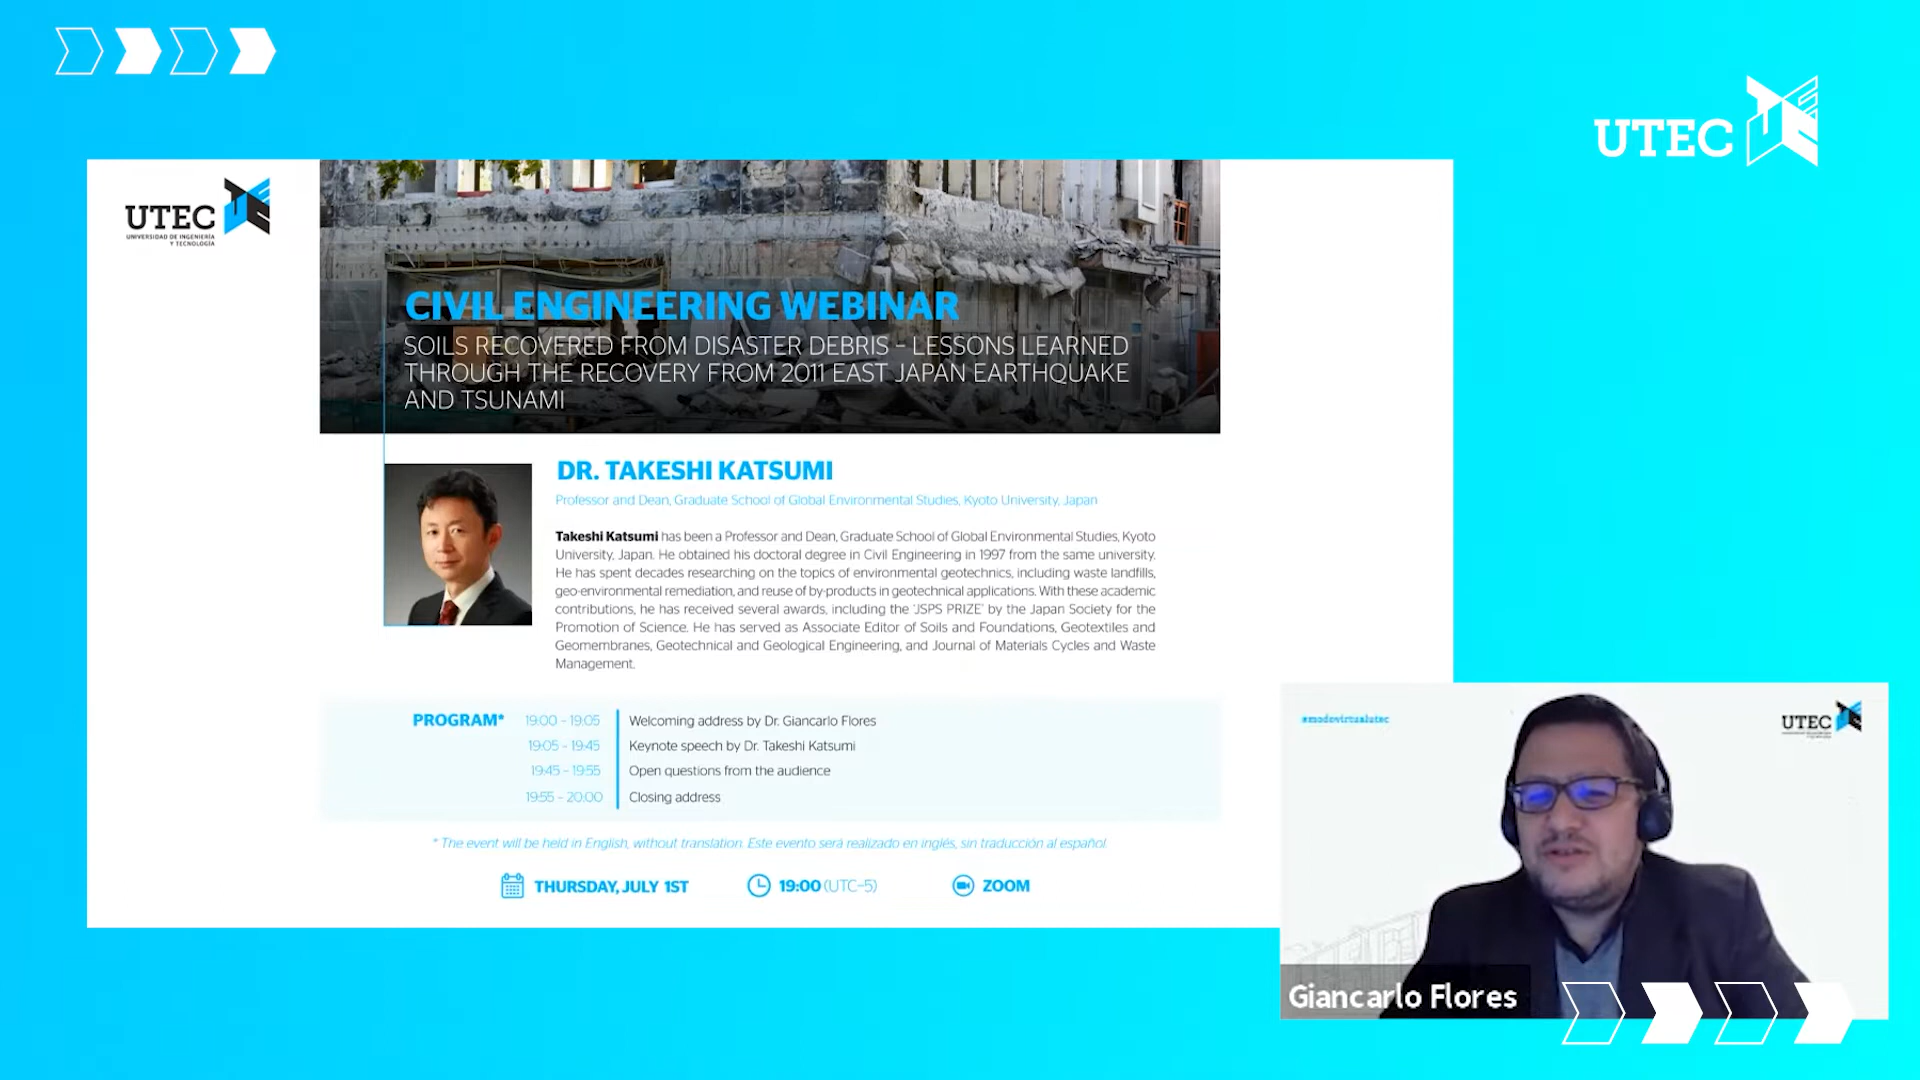 UTEC
UTEC
UNIVERSIDAD DE INGENIERÍA
Y TECNOLOGÍA
CIVIL ENGINEERING WEBINAR
SOILS RECOVERED FROM DISASTER DEBRIS – LESSONS LEARNED
THROUGH THE RECOVERY FROM 2011 EAST JAPAN EARTHQUAKE
AND TSUNAMI
DR. TAKESHI KATSUMI
Professor and Dean, Graduate School of Global Environmental Studies, Kyoto University, Japan
Takeshi Katsumi has been a Professor and Dean, Graduate School of Global Environmental Studies, Kyoto
University, Japan. He obtained his doctoral degree in Civil Engineering in 1997 from the same university.
He has spent decades researching on the topics of environmental geotechnics, including waste landfills,
geo-environmental remediation, and reuse of by-products in geotechnical applications. With these academic
contributions, he has received several awards, including the 'JSPS PRIZE' by the Japan Society for the
Promotion of Science. He has served as Associate Editor of Soils and Foundations, Geotextiles and
Geomembranes, Geotechnical and Geological Engineering, and Journal of Materials Cycles and Waste
Management.
PROGRAM* 19:00 - 19:05 Welcoming address by Dr. Giancarlo Flores
19:05 - 19:45 Keynote speech by Dr. Takeshi Katsumi
19:45 - 19:55 Open questions from the audience
19:55 - 20:00 Closing address
* The event will be held in English, without translation. Este evento será realizado en inglés, sin traducción al español.
THURSDAY, JULY 1ST 19:00 (UTC-5) ZOOM
#modovirtualutec
UTEC
Giancarlo Flores